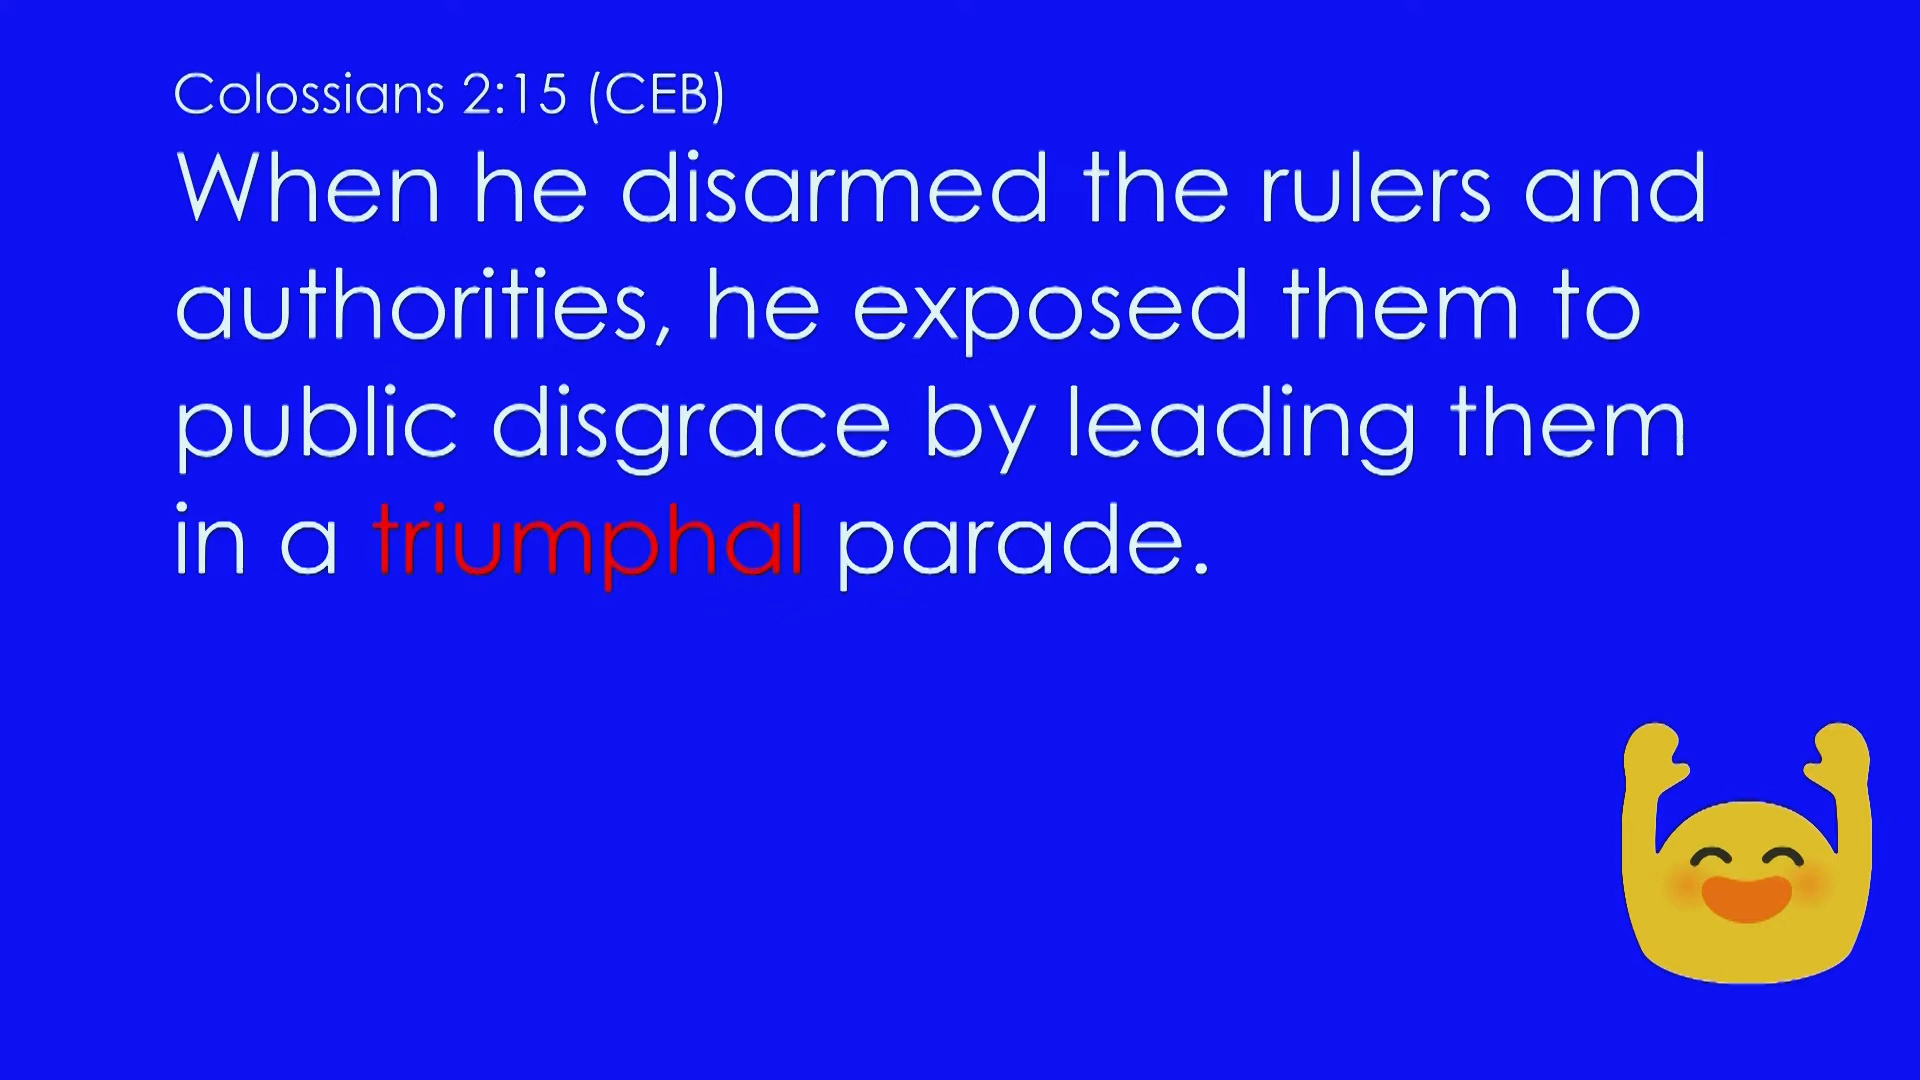 Colossians 2:15 (CEB)
When he disarmed the rulers and
authorities, he exposed them to
public disgrace by leading them
in a triumphal parade.